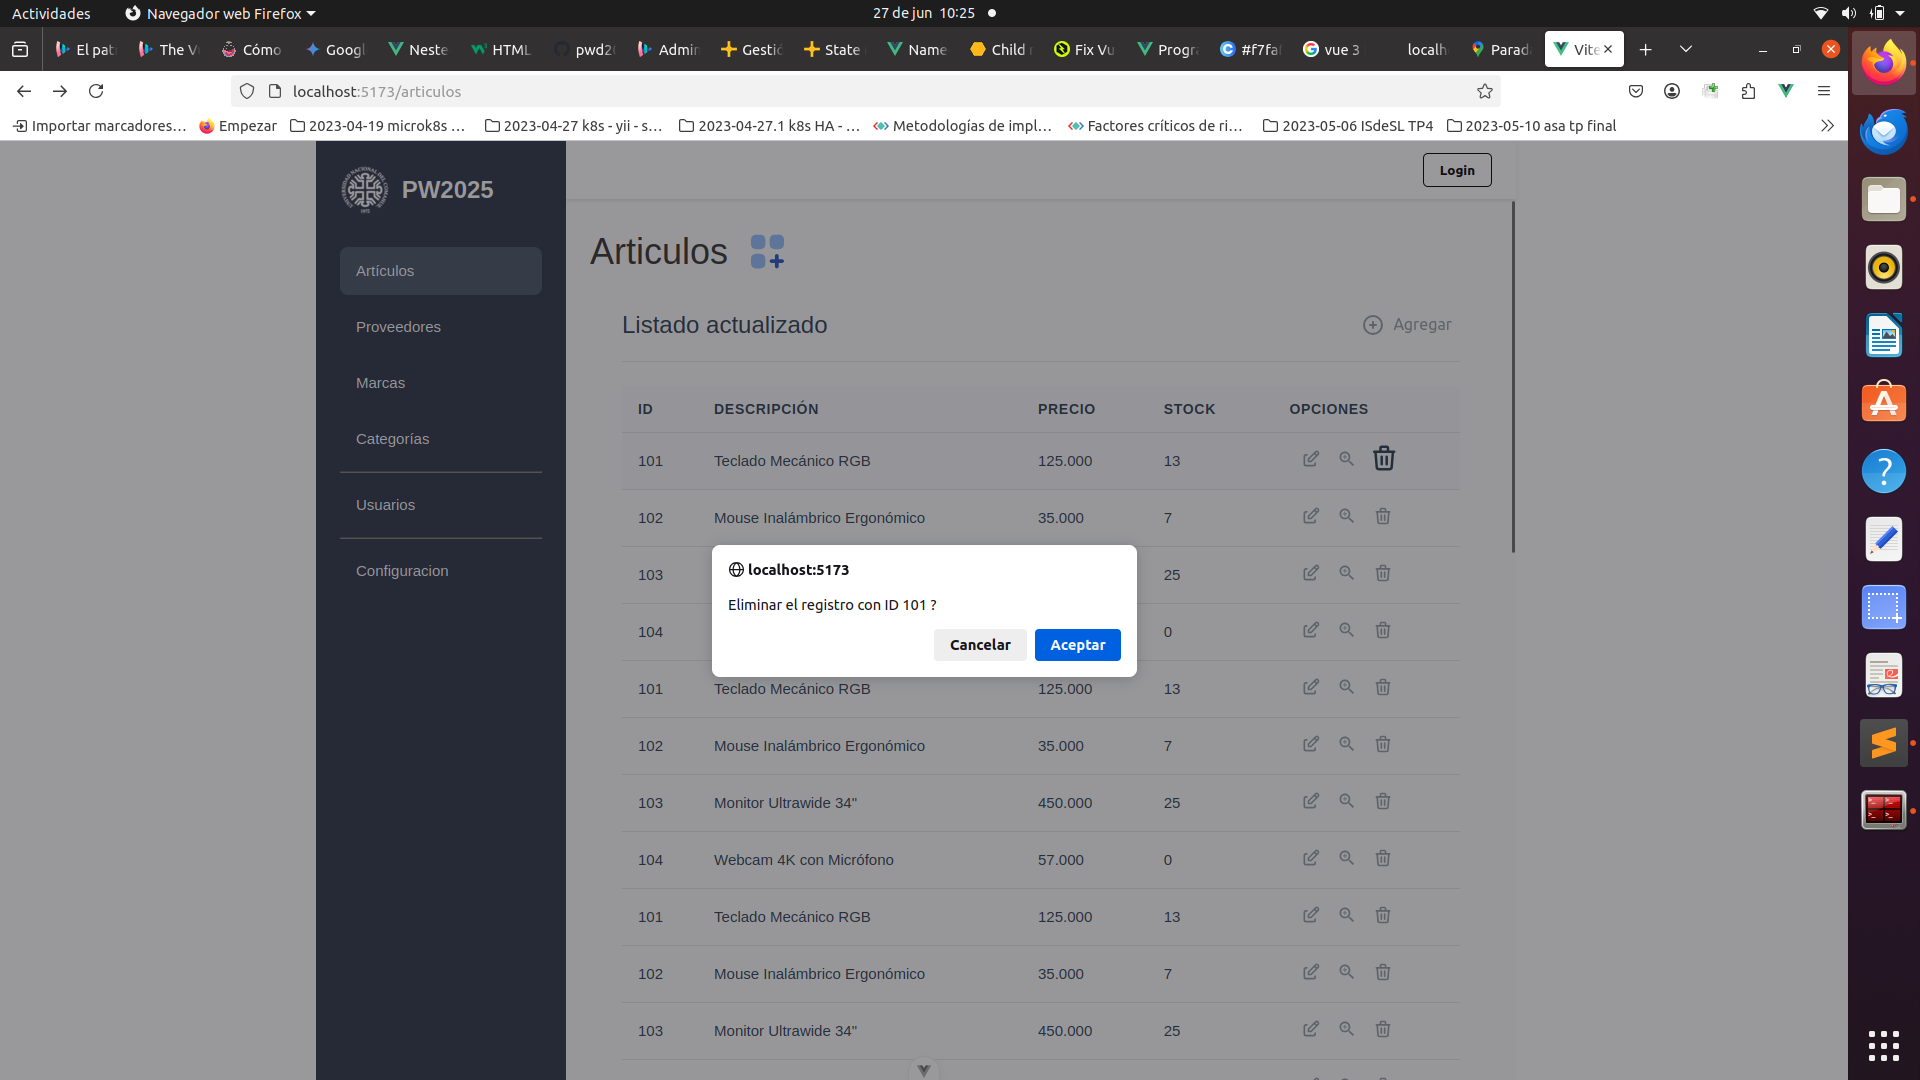 Actividades
Navegador web Firefox
27 de jun 10:25
El pat
The V
Cómo
Googl
Neste
HTML
pwd2
Admin
Gestió
State
Name
Child
Fix Vu
Progra
#f7faf
vue 3
localh
Parad
Vite
localhost:5173/articulos
Importar marcadores...
Empezar
2023-04-19 microk8s ...
2023-04-27 k8s - yii - s...
2023-04-27.1 k8s HA - ...
Metodologías de impl...
Factores críticos de ri...
2023-05-06 ISdeSL TP4
2023-05-10 asa tp final
PW2025
Login
Artículos
Proveedores
Marcas
Categorías
Usuarios
Configuracion
Articulos
Listado actualizado
Agregar
ID DESCRIPCIÓN PRECIO STOCK OPCIONES
101 Teclado Mecánico RGB 125.000 13
102 Mouse Inalámbrico Ergonómico 35.000 7
103 25
104 0
localhost:5173
Eliminar el registro con ID 101 ?
Cancelar
Aceptar
101 Teclado Mecánico RGB 125.000 13
102 Mouse Inalámbrico Ergonómico 35.000 7
103 Monitor Ultrawide 34" 450.000 25
104 Webcam 4K con Micrófono 57.000 0
101 Teclado Mecánico RGB 125.000 13
102 Mouse Inalámbrico Ergonómico 35.000 7
103 Monitor Ultrawide 34" 450.000 25